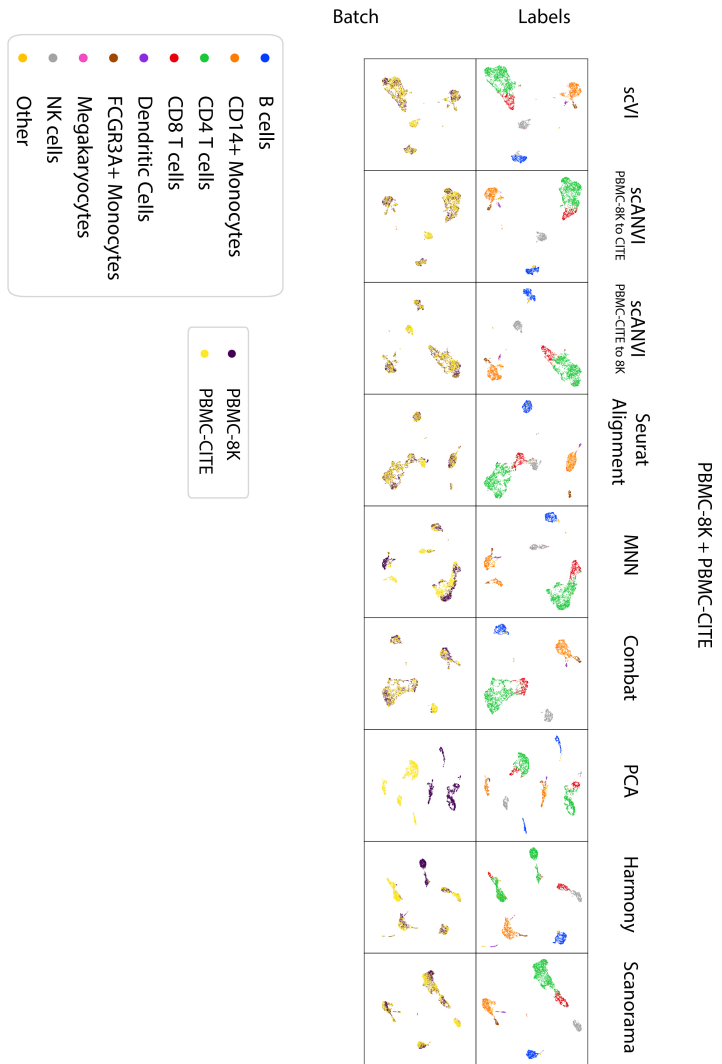 PBMC-8K + PBMC-CITE
scVI
scANVI
PBMC-8K to CITE
scANVI
PBMC-CITE to 8K
Seurat
Alignment
MNN
Combat
PCA
Harmony
Scanorama
Labels
Batch
B cells
CD14+ Monocytes
CD4 T cells
CD8 T cells
Dendritic Cells
FCGR3A+ Monocytes
Megakaryocytes
NK cells
Other
PBMC-8K
PBMC-CITE